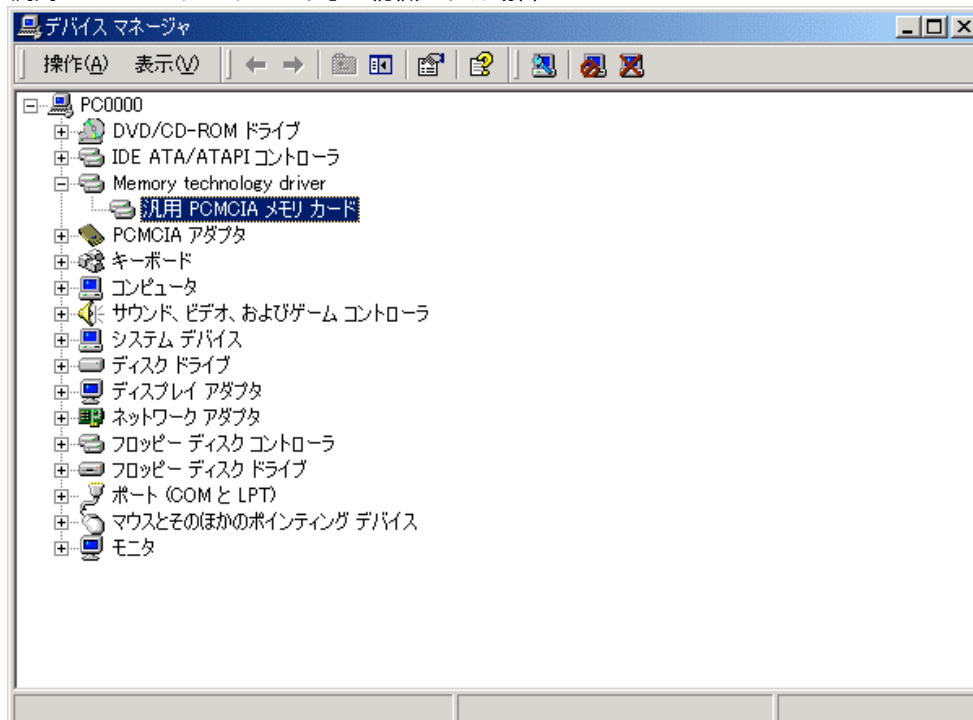 デバイス マネージャ
操作(A) 表示(V)
PC0000
DVD/CD-ROM ドライブ
IDE ATA/ATAPI コントローラ
Memory technology driver
汎用 PCMCIA メモリ カード
PCMCIA アダプタ
キーボード
コンピュータ
サウンド、ビデオ、およびゲーム コントローラ
システム デバイス
ディスク ドライブ
ディスプレイ アダプタ
ネットワーク アダプタ
フロッピー ディスク コントローラ
フロッピー ディスク ドライブ
ポート (COM と LPT)
マウスとそのほかのポインティング デバイス
モニタ